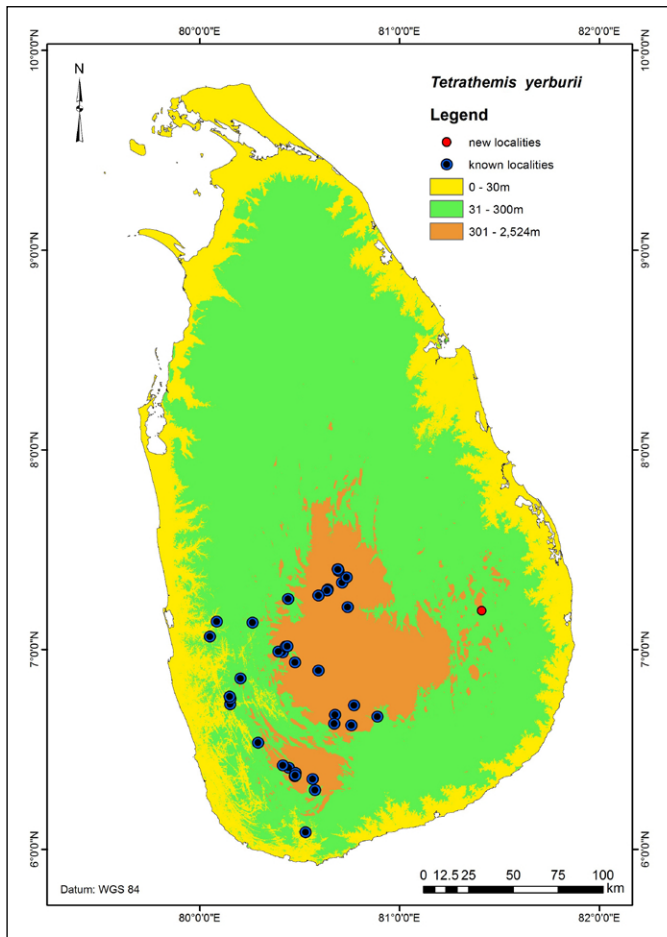 80°0'0"E 81°0'0"E 82°0'0"E
10°0'0"N 10°0'0"N
N
Tetrathemis yerburii
Legend
new localities
known localities
0 - 30m
31 - 300m
301 - 2,524m
9°0'0"N 9°0'0"N
8°0'0"N 8°0'0"N
7°0'0"N 7°0'0"N
6°0'0"N 6°0'0"N
0 12.5 25 50 75 100
km
Datum: WGS 84
80°0'0"E 81°0'0"E 82°0'0"E